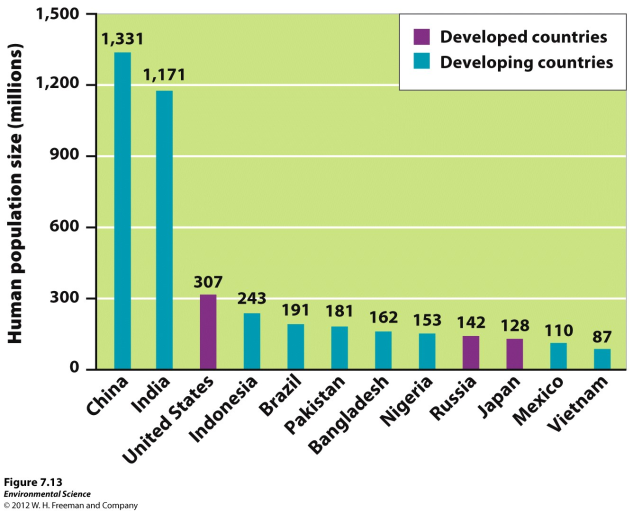 Human population size (millions)
1,500
1,200
900
600
300
0
Developed countries
Developing countries
1,331
1,171
307
243
191
181
162
153
142
128
110
87
China
India
United States
Indonesia
Brazil
Pakistan
Bangladesh
Nigeria
Russia
Japan
Mexico
Vietnam
Figure 7.13
Environmental Science
© 2012 W. H. Freeman and Company